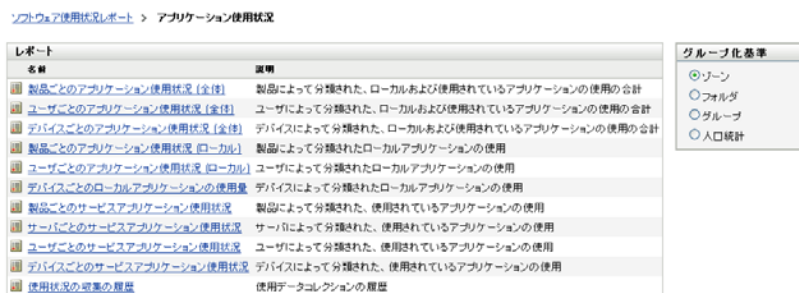 ソフトウェア使用状況レポート > アプリケーション使用状況
レポート
名前 説明
製品ごとのアプリケーション使用状況 (全体) 製品によって分類された、ローカルおよび使用されているアプリケーションの使用の合計
ユーザごとのアプリケーション使用状況 (全体) ユーザによって分類された、ローカルおよび使用されているアプリケーションの使用の合計
デバイスごとのアプリケーション使用状況 (全体) デバイスによって分類された、ローカルおよび使用されているアプリケーションの使用の合計
製品ごとのアプリケーション使用状況 (ローカル) 製品によって分類されたローカルアプリケーションの使用
ユーザごとのアプリケーション使用状況 (ローカル) ユーザによって分類されたローカルアプリケーションの使用
デバイスごとのローカルアプリケーションの使用量 デバイスによって分類されたローカルアプリケーションの使用
製品ごとのサービスアプリケーション使用状況 製品によって分類された、使用されているアプリケーションの使用
サーバごとのサービスアプリケーション使用状況 サーバによって分類された、使用されているアプリケーションの使用
ユーザごとのサービスアプリケーション使用状況 ユーザによって分類された、使用されているアプリケーションの使用
デバイスごとのサービスアプリケーション使用状況 デバイスによって分類された、使用されているアプリケーションの使用
使用状況の収集の履歴 使用データコレクションの履歴
グループ化基準
ゾーン
フォルダ
グループ
人口統計